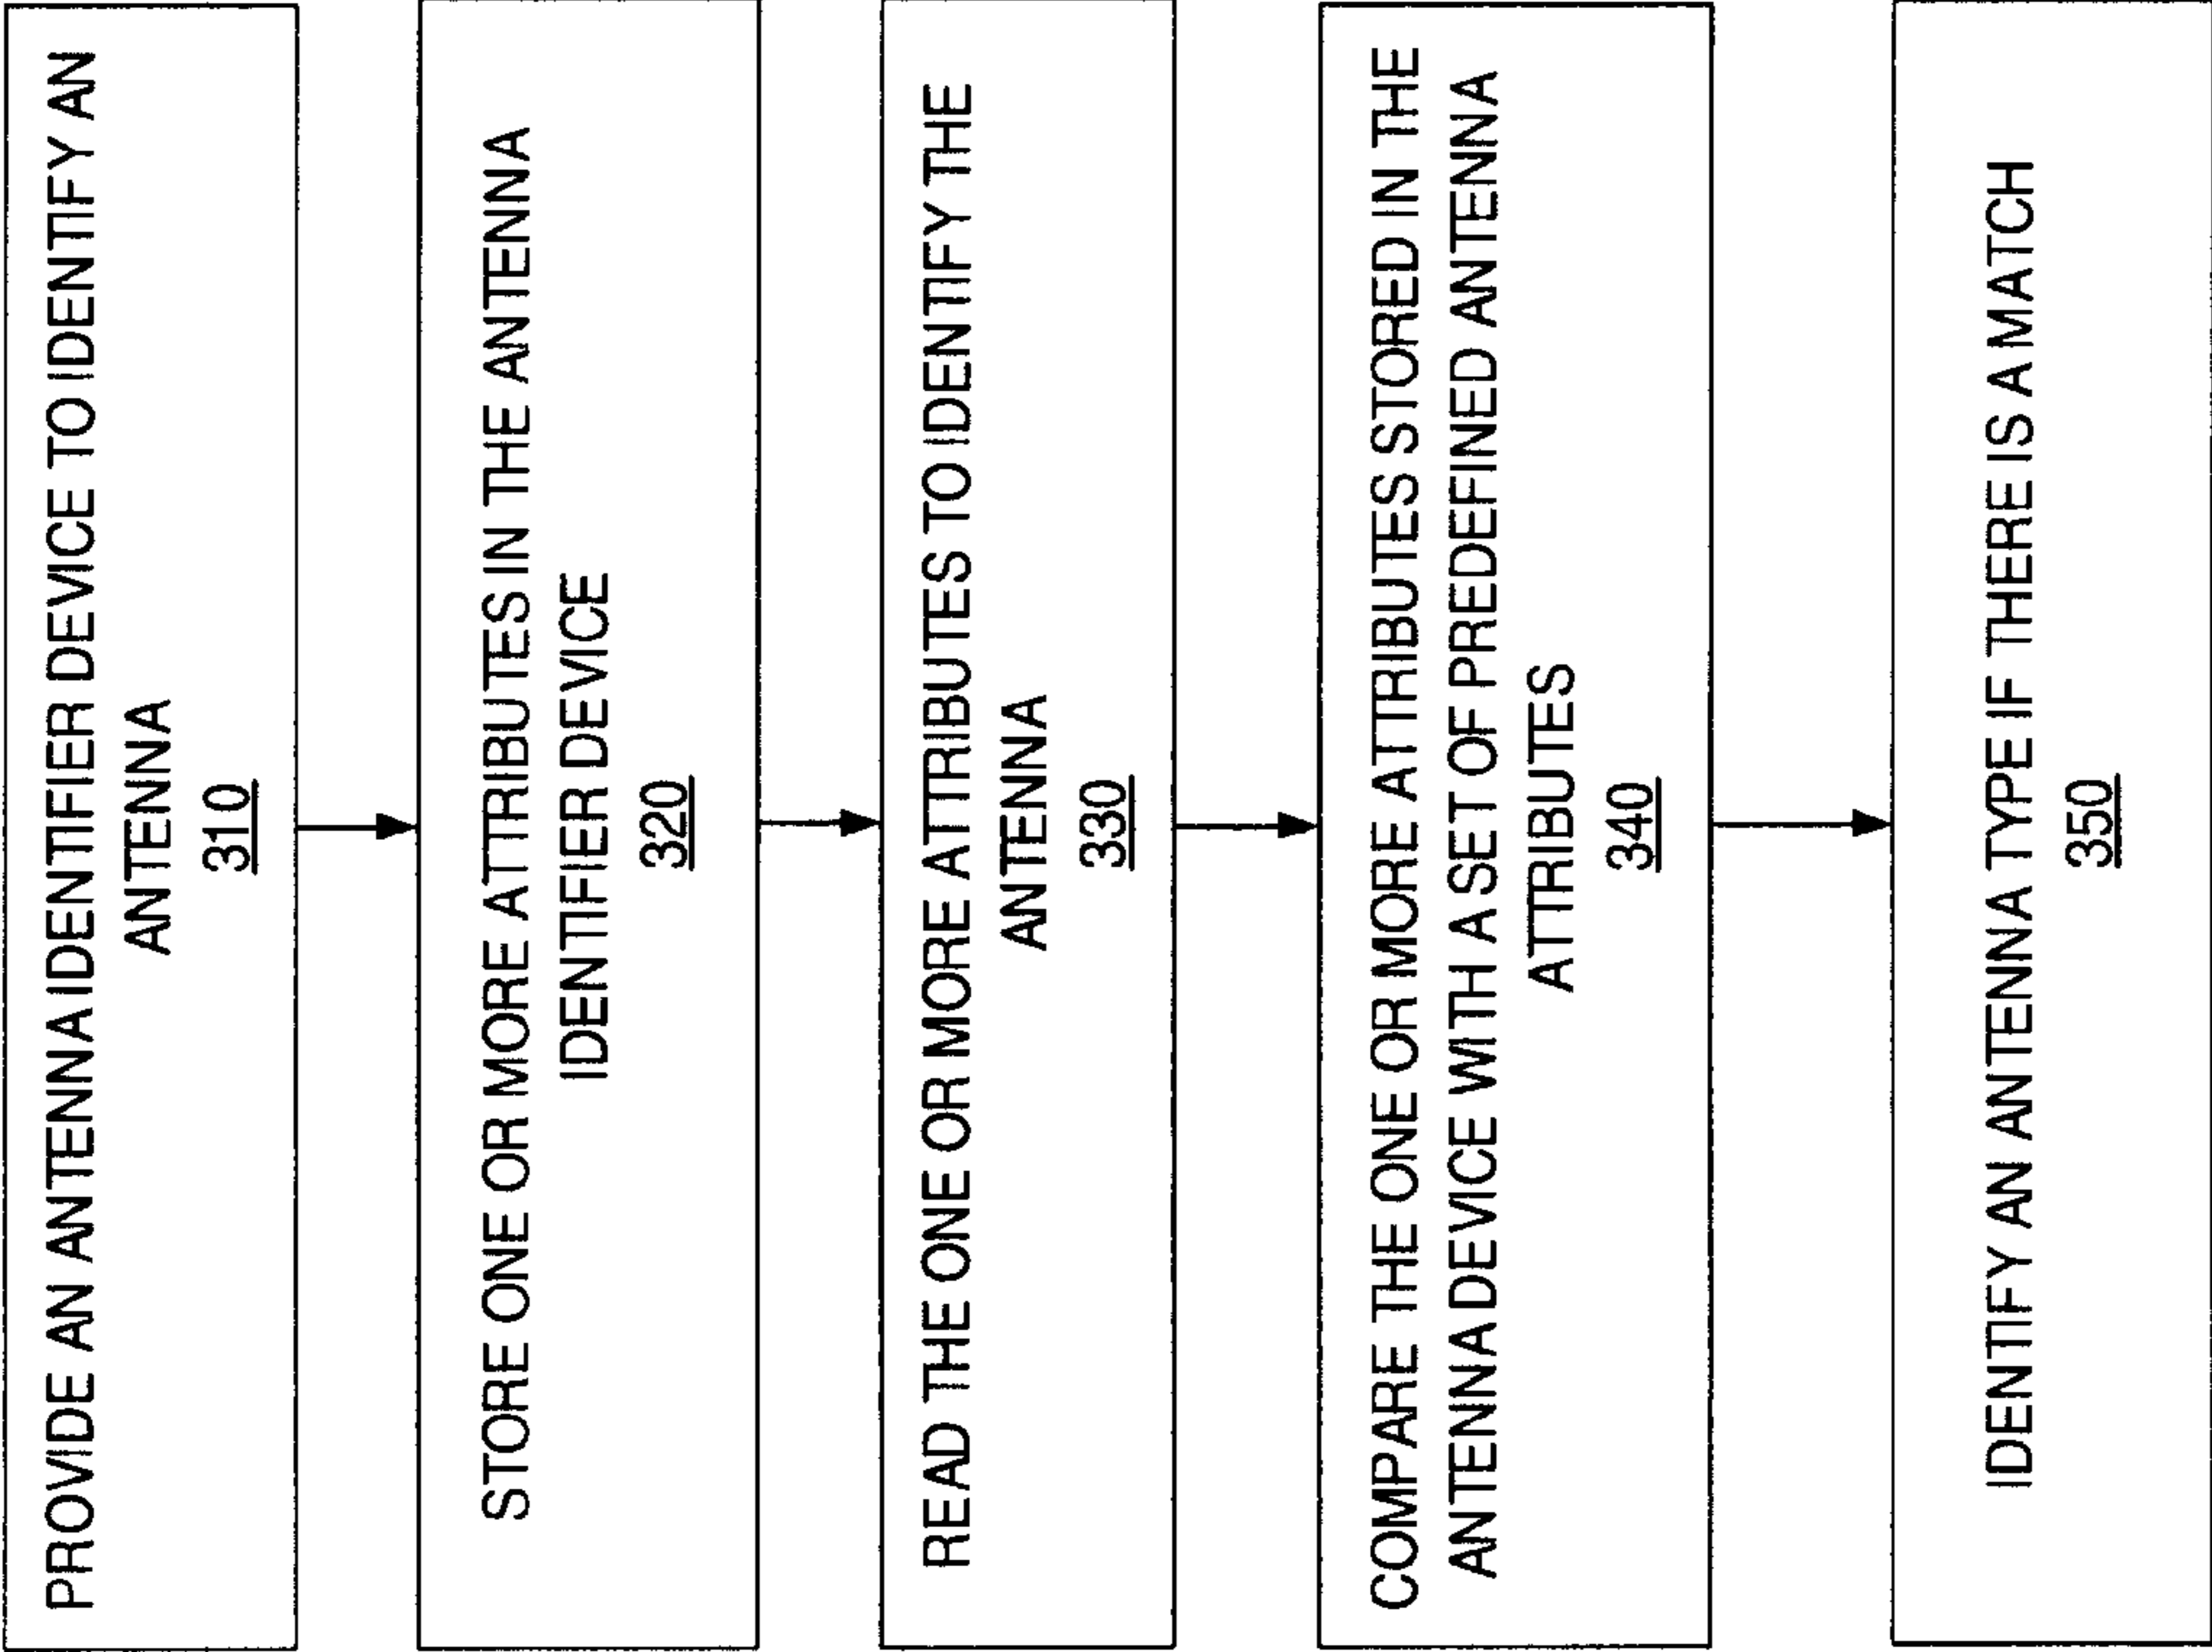 PROVIDE AN ANTENNA IDENTIFIER DEVICE TO IDENTIFY AN
ANTENNA
310
STORE ONE OR MORE ATTRIBUTES IN THE ANTENNA
IDENTIFIER DEVICE
320
READ THE ONE OR MORE ATTRIBUTES TO IDENTIFY THE
ANTENNA
330
COMPARE THE ONE OR MORE ATTRIBUTES STORED IN THE
ANTENNA DEVICE WITH A SET OF PREDEFINED ANTENNA
ATTRIBUTES
340
IDENTIFY AN ANTENNA TYPE IF THERE IS A MATCH
350